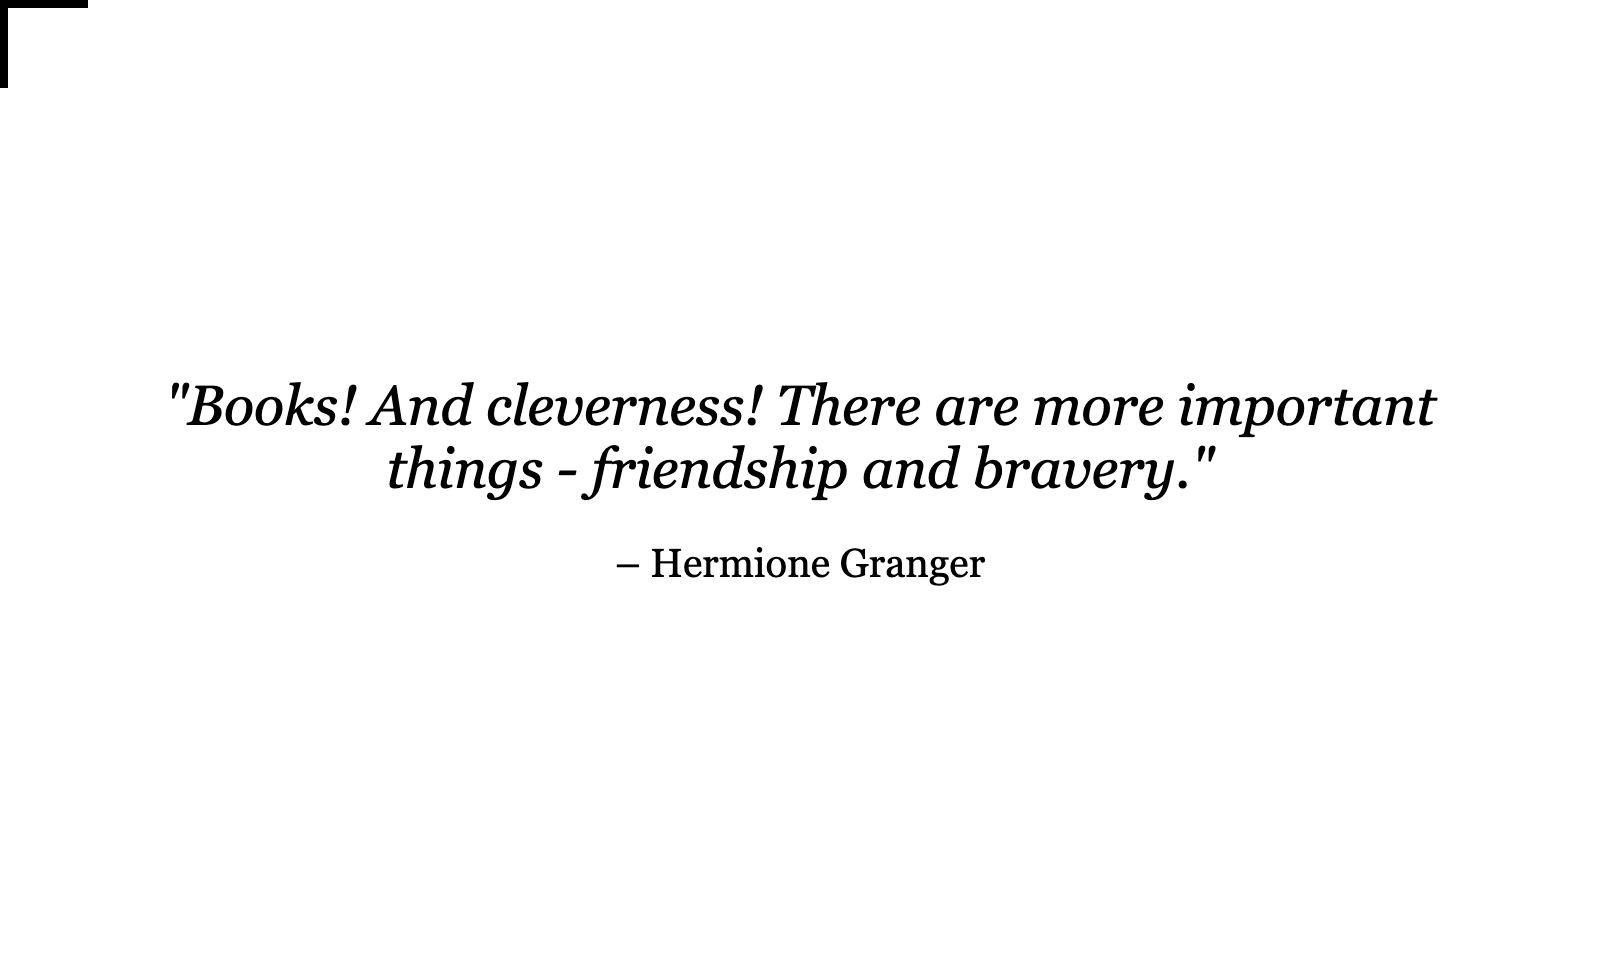 "Books! And cleverness! There are more important
things - friendship and bravery."
– Hermione Granger